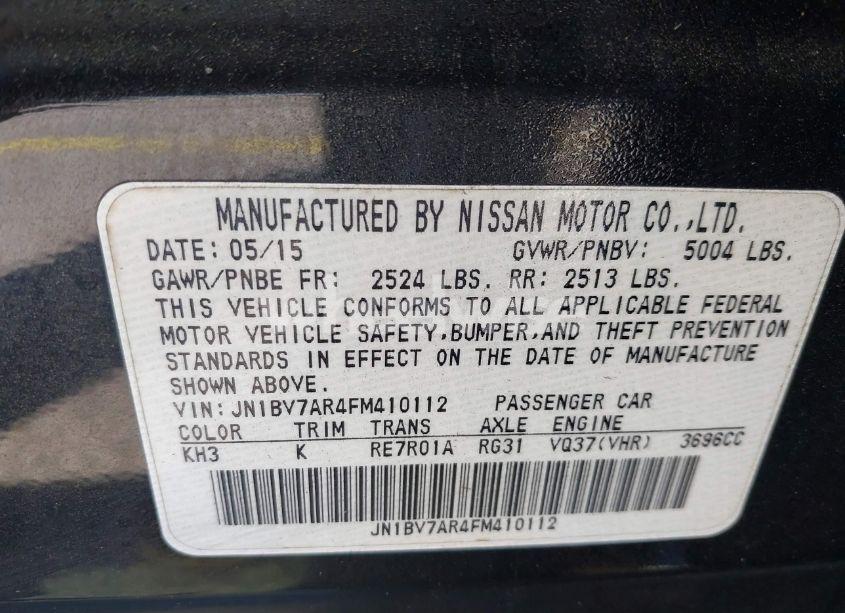 MANUFACTURED BY NISSAN MOTOR CO.,LTD.
DATE: 05/15 GVWR/PNBV: 5004 LBS.
GAWR/PNBE FR: 2524 LBS. RR: 2513 LBS.
THIS VEHICLE CONFORMS TO ALL APPLICABLE FEDERAL
MOTOR VEHICLE SAFETY,BUMPER,AND THEFT PREVENTION
STANDARDS IN EFFECT ON THE DATE OF MANUFACTURE
SHOWN ABOVE.
VIN: JN1BV7AR4FM410112 PASSENGER CAR
COLOR TRIM TRANS AXLE ENGINE
KH3 K RE7R01A RG31 VQ37(VHR) 3696CC
JN1BV7AR4FM410112